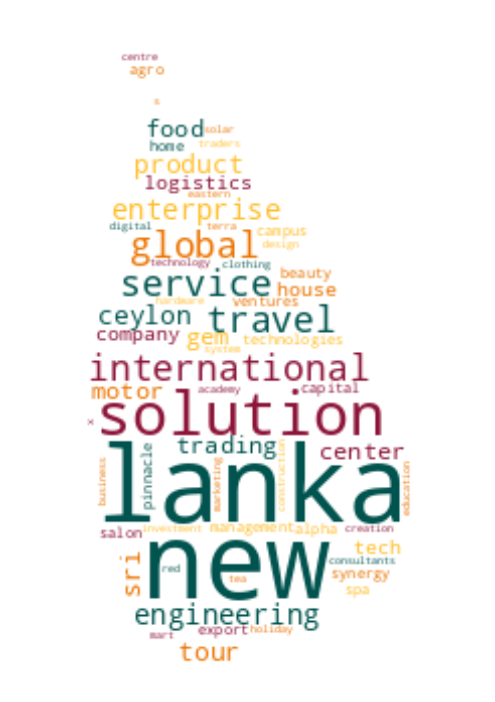 centre
agro
s
food solar
home traders
product
logistics
eastern
enterprise
digital terra campus
global design
technology clothing
service beauty
house
hardware ventures
ceylon travel
company gem technologies
system
international
motor academy capital
x solution
trading center
business pinnacle lanka marketing construction education
salon investment management alpha creation
sri new tech
red consultants
tea synergy
spa
engineering
mart export holiday
tour